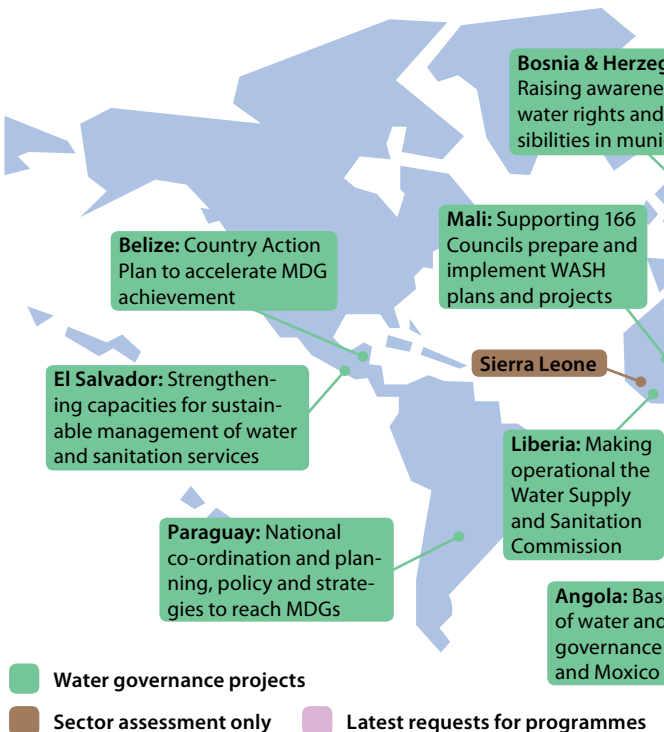 Bosnia & Herzeg
Raising awarene
water rights and
sibilities in muni
Mali: Supporting 166
Councils prepare and
implement WASH
plans and projects
Belize: Country Action
Plan to accelerate MDG
achievement
Sierra Leone
El Salvador: Strengthen-
ing capacities for sustain-
able management of water
and sanitation services
Liberia: Making
operational the
Water Supply
and Sanitation
Commission
Paraguay: National
co-ordination and plan-
ning, policy and strate-
gies to reach MDGs
Angola: Bas
of water and
governance
and Moxico
Water governance projects
Sector assessment only
Latest requests for programmes